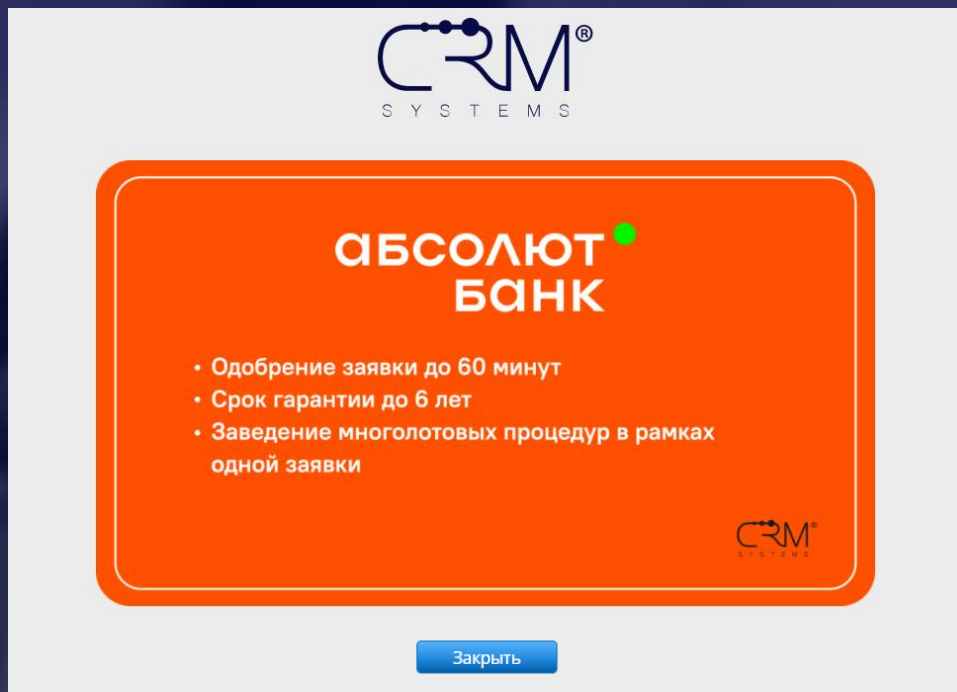 CRM®
SYSTEMS
абсолют
банк
• Одобрение заявки до 60 минут
• Срок гарантии до 6 лет
• Заведение многолотовых процедур в рамках
одной заявки
CRM®
SYSTEMS
Закрыть